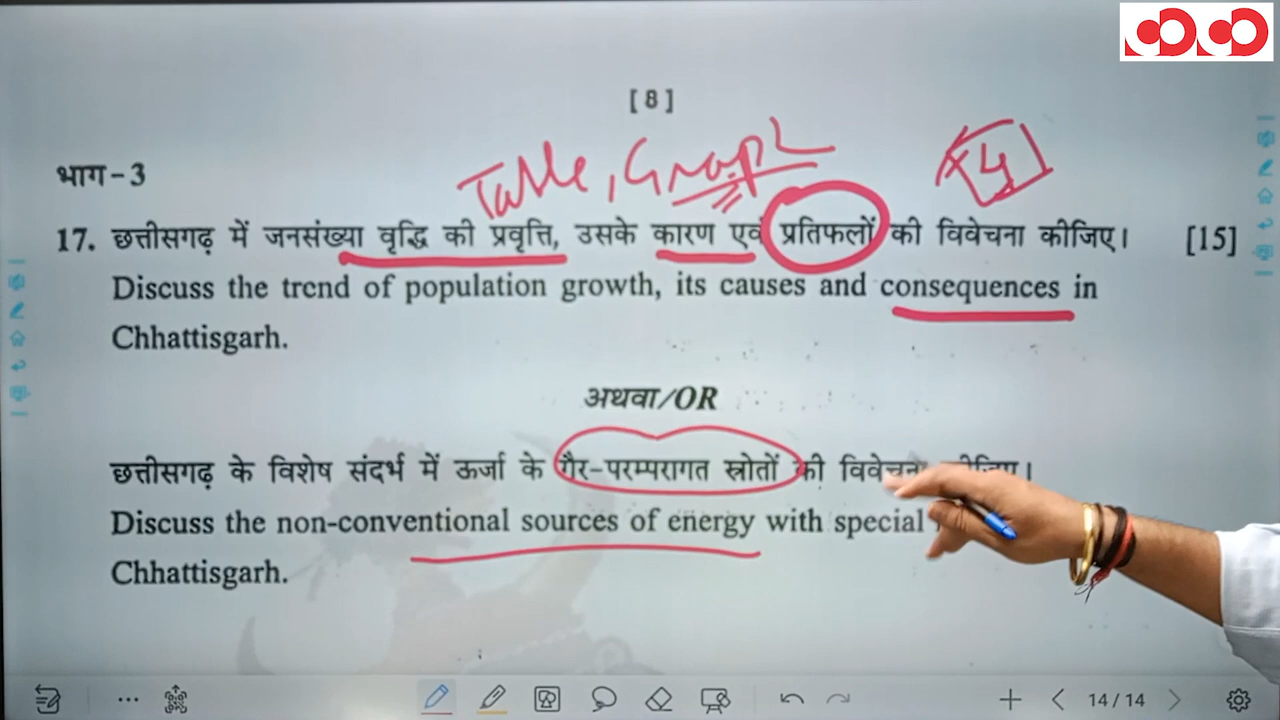 [ 8 ]
Table, Graph
भाग – 3
17. छत्तीसगढ़ में जनसंख्या वृद्धि की प्रवृत्ति, उसके कारण एवं प्रतिफलों की विवेचना कीजिए। [15]
Discuss the trend of population growth, its causes and consequences in
Chhattisgarh.
अथवा/OR
छत्तीसगढ़ के विशेष संदर्भ में ऊर्जा के गैर-परम्परागत स्रोतों की
Discuss the non-conventional sources of energy with special
Chhattisgarh.
14 / 14